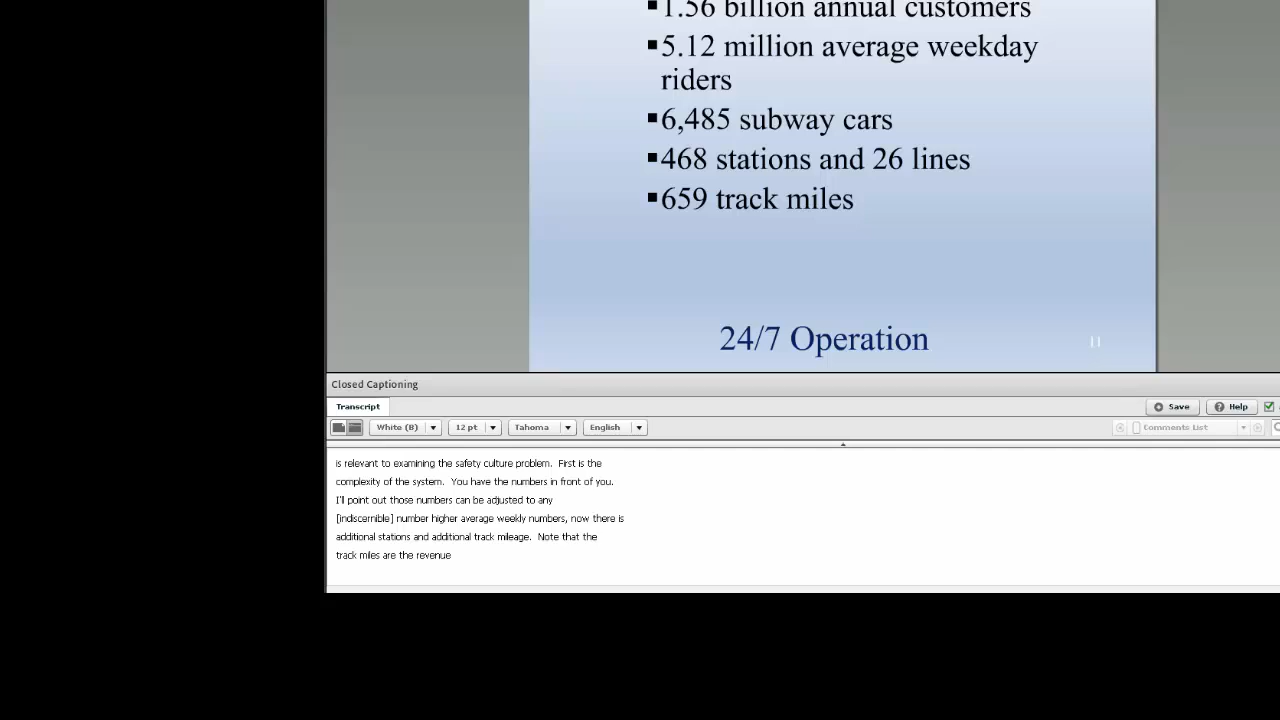 ▪1.56 billion annual customers
▪5.12 million average weekday
riders
▪6,485 subway cars
▪468 stations and 26 lines
▪659 track miles
24/7 Operation
11
Closed Captioning
Transcript
Save
Help
White (8)
12 pt
Tahoma
English
Comments List
is relevant to examining the safety culture problem.  First is the
complexity of the system.  You have the numbers in front of you.
I'll point out those numbers can be adjusted to any
[indiscernible] number higher average weekly numbers, now there is
additional stations and additional track mileage.  Note that the
track miles are the revenue